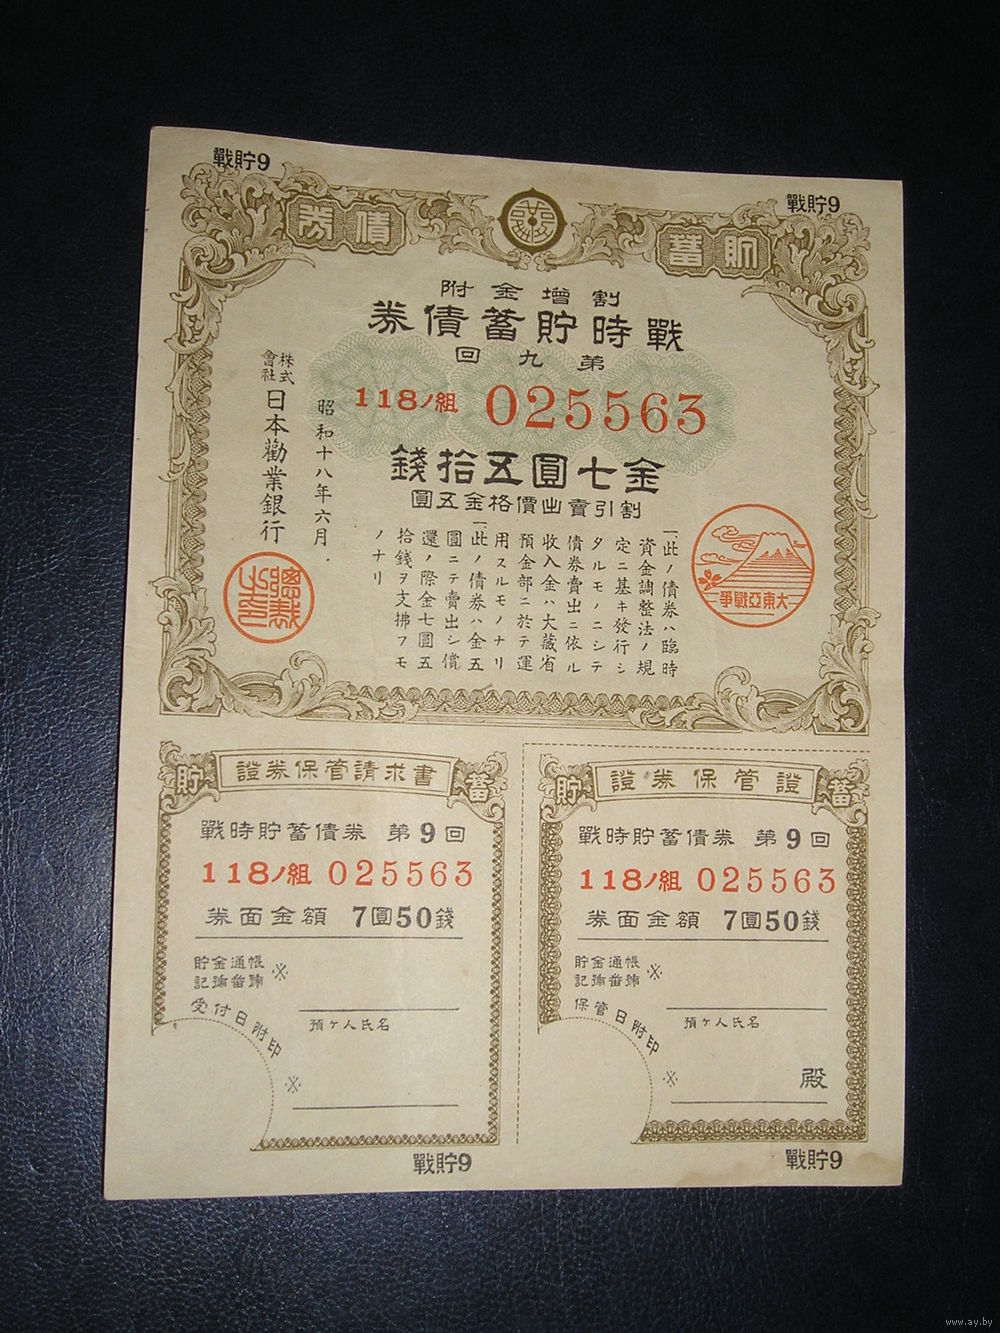 戰貯9
戰貯9
貯蓄
債券
割增金附
戰時貯蓄債券
第九回
118ノ組 025563
金七圓五拾錢
割引賣出價格金五圓
一、此ノ債券ハ臨時
資金調整法ノ規
定ニ基キ發行シ
タルモノニシテ
債券賣出ニ依ル
收入金ハ大藏省
預金部ニ於テ運
用スルモノナリ
一、此ノ債券ハ金五
圓ニテ賣出シ償
還ノ際金七圓五
拾錢ヲ支拂フモ
ノナリ
昭和十八年六月
株式會社
日本勸業銀行
總裁之印
大東亞戰爭
貯蓄
證券保管請求書
戰時貯蓄債券 第9回
118ノ組 025563
券面金額 7圓50錢
貯金通帳
記號番號 ※
受付日附印
預ケ人氏名
※
戰貯9
貯蓄
證券保管證
戰時貯蓄債券 第9回
118ノ組 025563
券面金額 7圓50錢
貯金通帳
記號番號 ※
保管日附印
預ケ人氏名
※
殿
戰貯9
www.ay.by